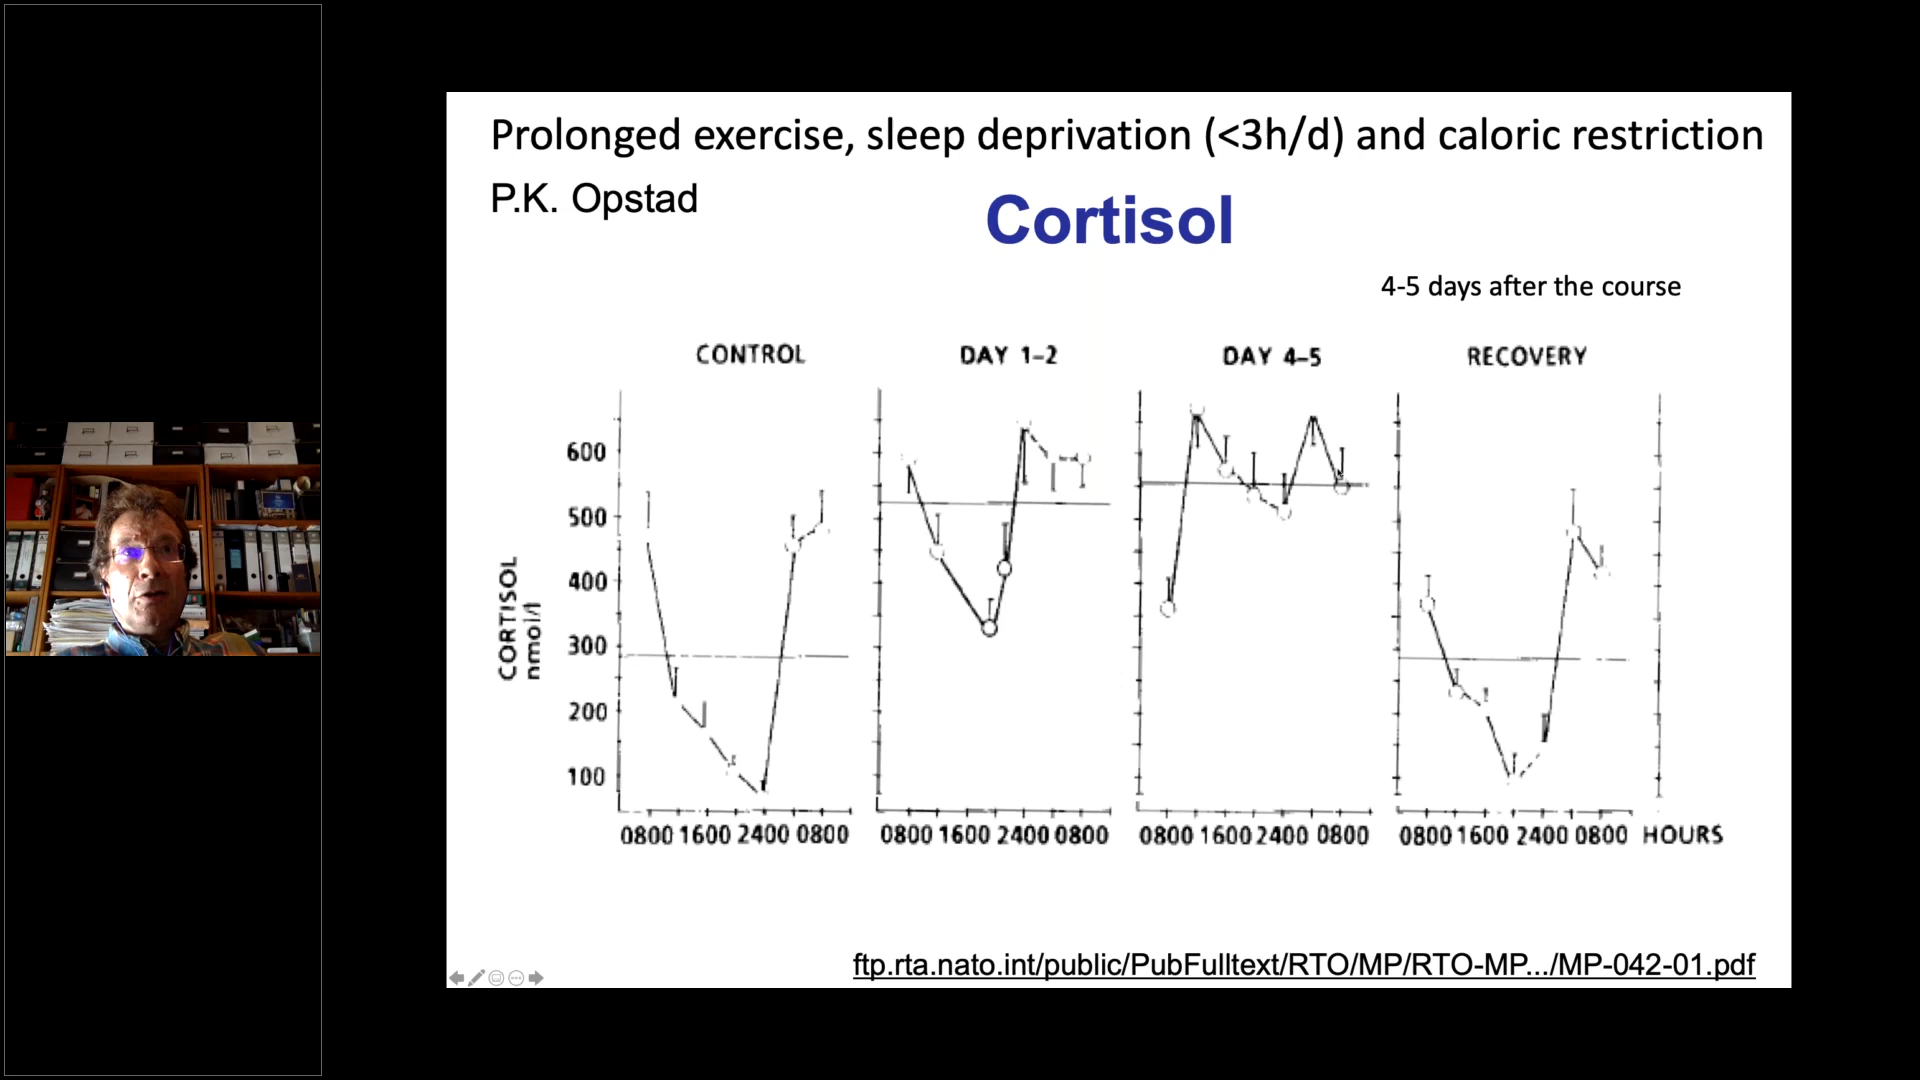 Prolonged exercise, sleep deprivation (<3h/d) and caloric restriction
P.K. Opstad
Cortisol
4-5 days after the course
CONTROL
DAY 1-2
DAY 4-5
RECOVERY
CORTISOL
nmol/l
600
500
400
300
200
100
0800 1600 2400 0800
0800 1600 2400 0800
0800 1600 2400 0800
0800 1600 2400 0800 HOURS
ftp.rta.nato.int/public/PubFulltext/RTO/MP/RTO-MP.../MP-042-01.pdf